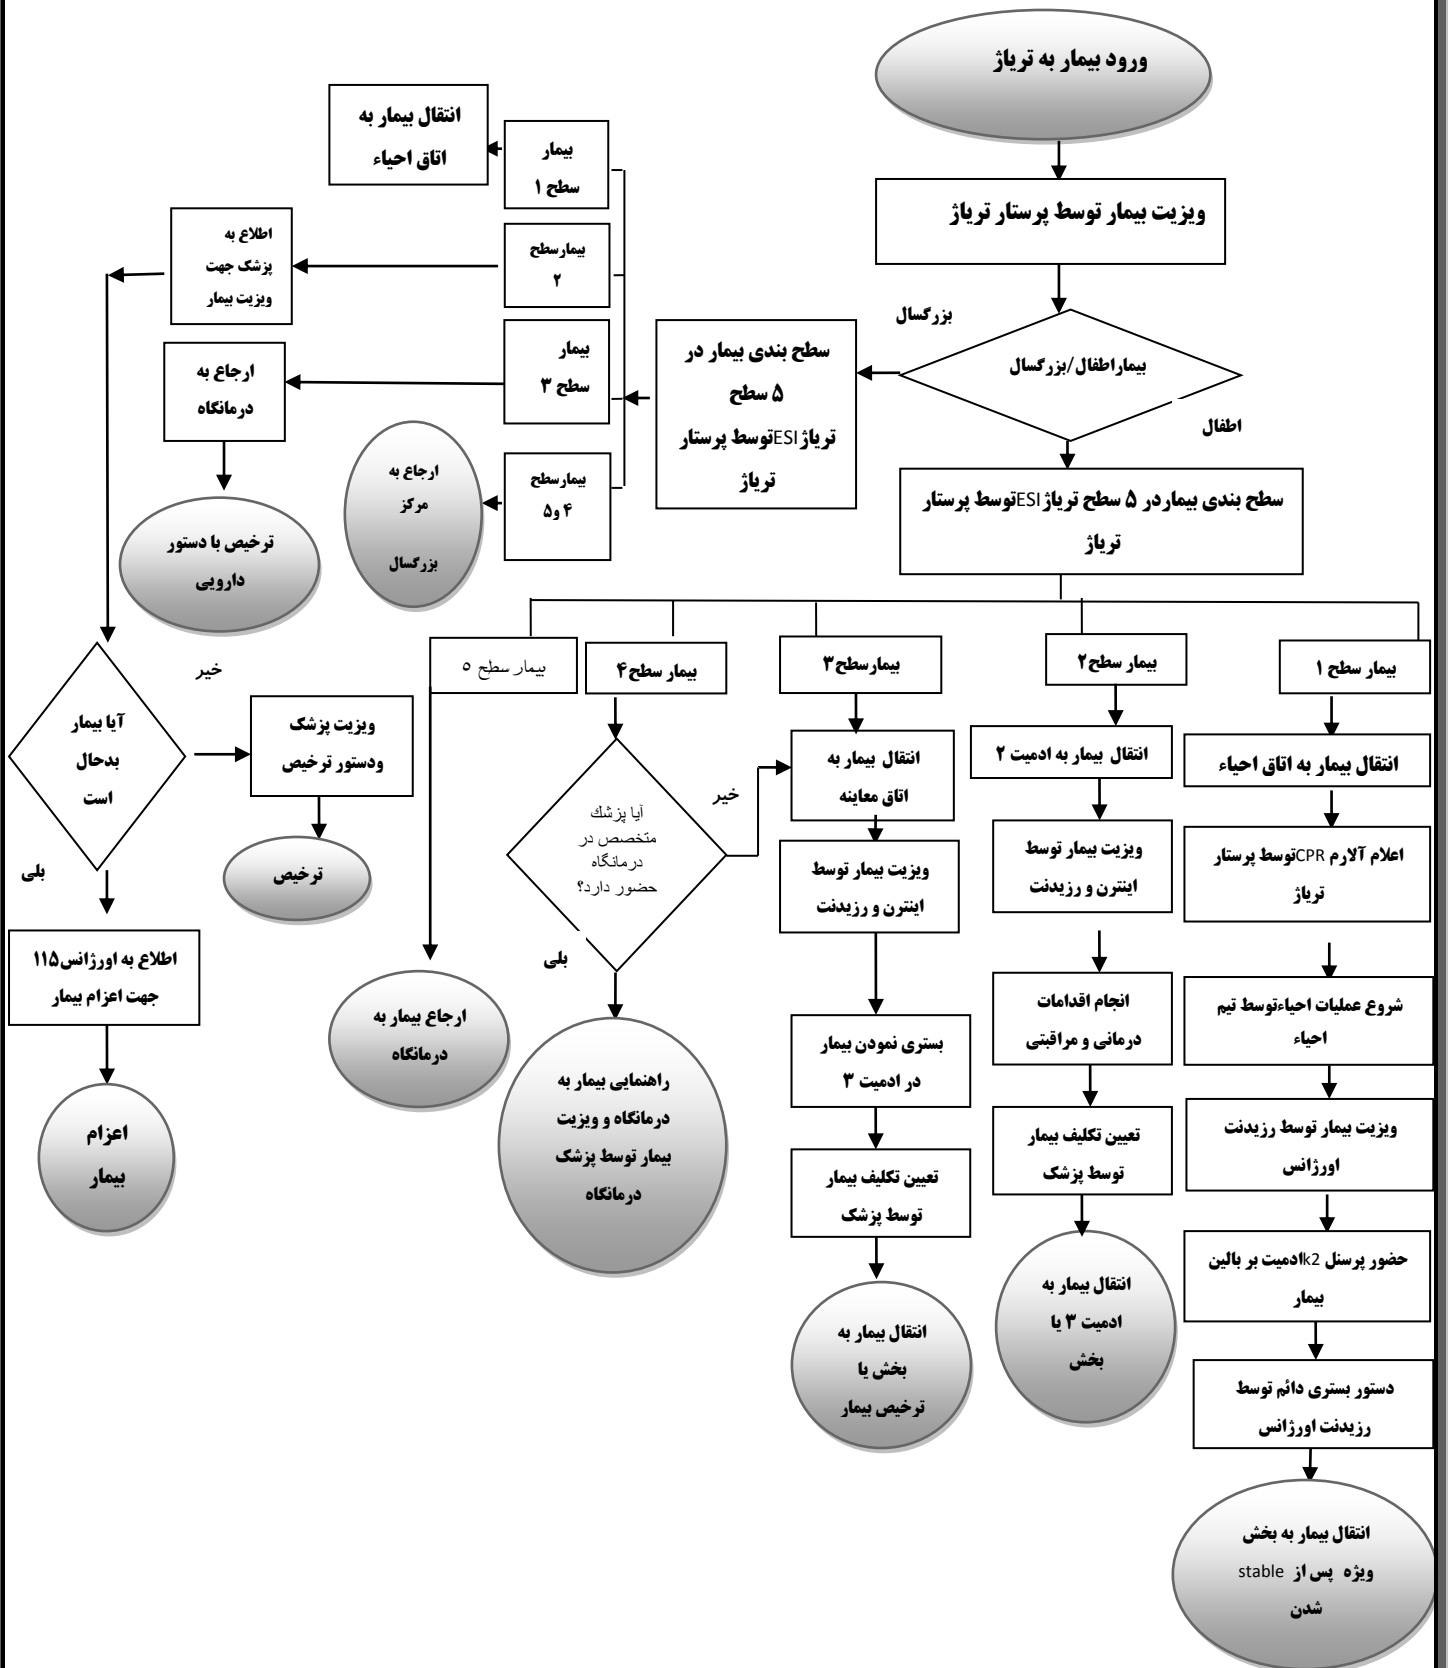 ورود بیمار به تریاژ
ویزیت بیمار توسط پرستار تریاژ
بیماراطفال/بزرگسال
بزرگسال
اطفال
سطح بندی بیمار در
۵ سطح
تریاژ ESIتوسط پرستار
تریاژ
بیمار
سطح ۱
انتقال بیمار به
اتاق احیاء
بیمارسطح
۲
اطلاع به
پزشک جهت
ویزیت بیمار
بیمار
سطح ۳
ارجاع به
درمانگاه
ترخیص با دستور
دارویی
بیمارسطح
۴ و۵
ارجاع به
مرکز
بزرگسال
آیا بیمار
بدحال
است
خیر
ویزیت پزشک
ودستور ترخیص
ترخیص
بلی
اطلاع به اورژانس۱۱۵
جهت اعزام بیمار
اعزام
بیمار
سطح بندی بیماردر ۵ سطح تریاژ ESIتوسط پرستار
تریاژ
بیمار سطح ۱
انتقال بیمار به اتاق احیاء
اعلام آلارم CPRتوسط پرستار
تریاژ
شروع عملیات احیاءتوسط تیم
احیاء
ویزیت بیمار توسط رزیدنت
اورژانس
حضور پرسنل k2ادمیت بر بالین
بیمار
دستور بستری دائم توسط
رزیدنت اورژانس
انتقال بیمار به بخش
ویژه پس از stable
شدن
بیمار سطح۲
انتقال بیمار به ادمیت ۲
ویزیت بیمار توسط
اینترن و رزیدنت
انجام اقدامات
درمانی و مراقبتی
تعیین تکلیف بیمار
توسط پزشک
انتقال بیمار به
ادمیت ۳ یا
بخش
بیمارسطح۳
انتقال بیمار به
اتاق معاینه
ویزیت بیمار توسط
اینترن و رزیدنت
بستری نمودن بیمار
در ادمیت ۳
تعیین تکلیف بیمار
توسط پزشک
انتقال بیمار به
بخش یا
ترخیص بیمار
بیمار سطح۴
آیا پزشك
متخصص در
درمانگاه
حضور دارد؟
خیر
بلی
راهنمایی بیمار به
درمانگاه و ویزیت
بیمار توسط پزشک
درمانگاه
بیمار سطح ۵
ارجاع بیمار به
درمانگاه